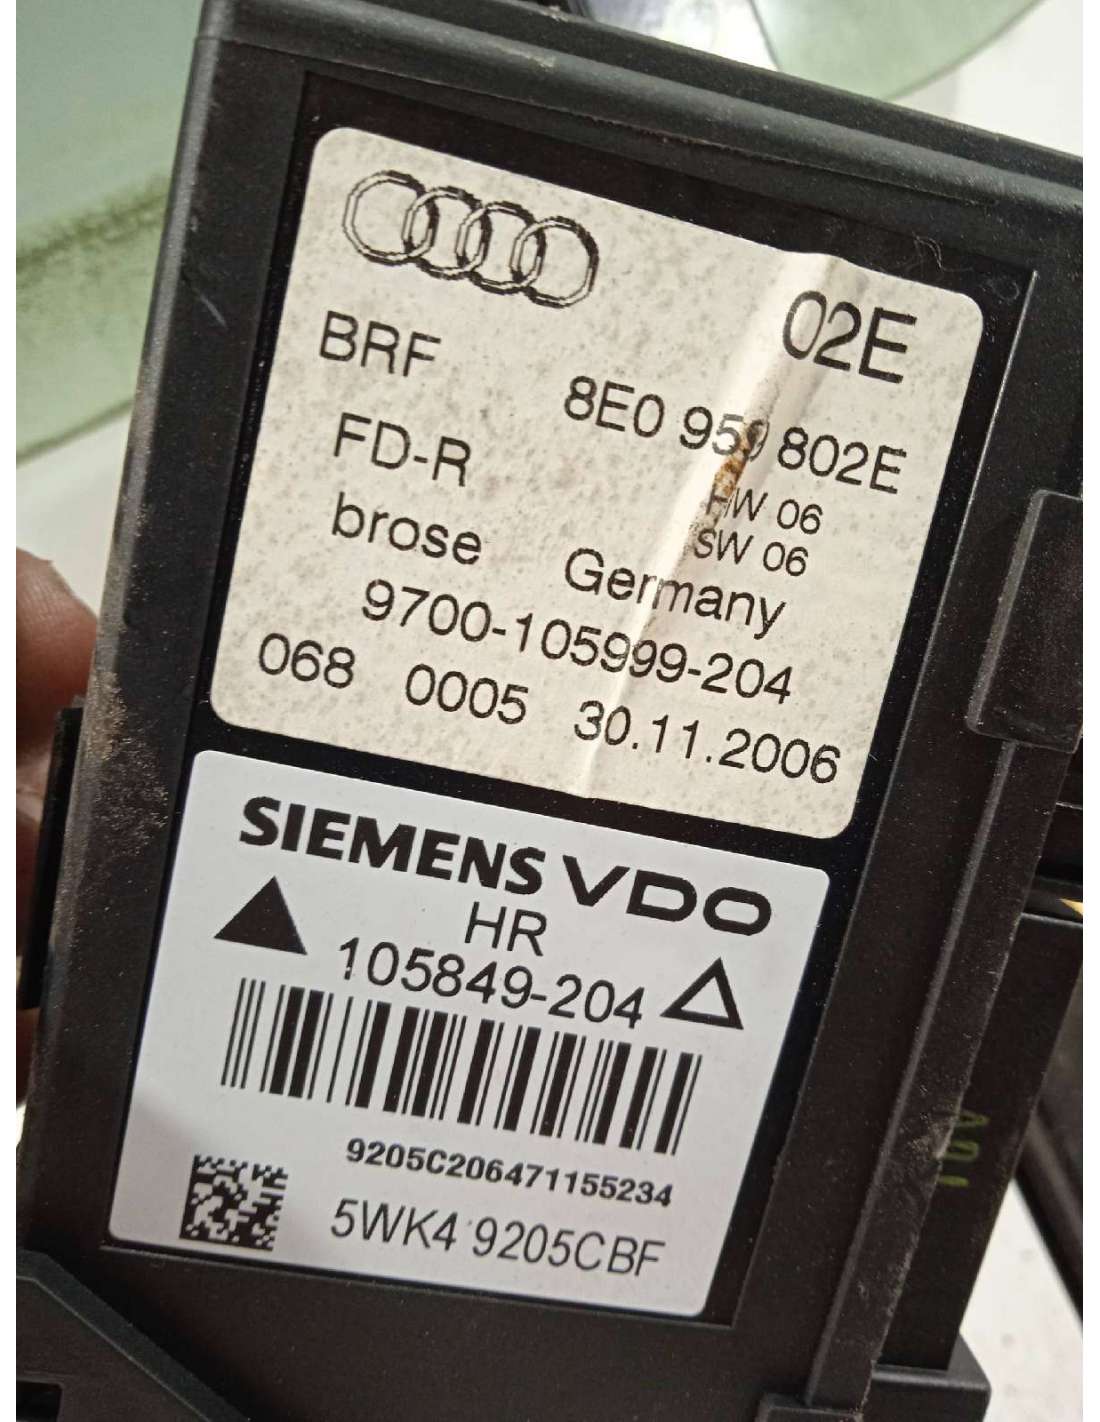 02E
BRF 8E0 959 802E
FD-R HW 06
SW 06
brose Germany
9700-105999-204
068 0005 30.11.2006
SIEMENS VDO
HR
105849-204
9205C206471155234
5WK4 9205CBF